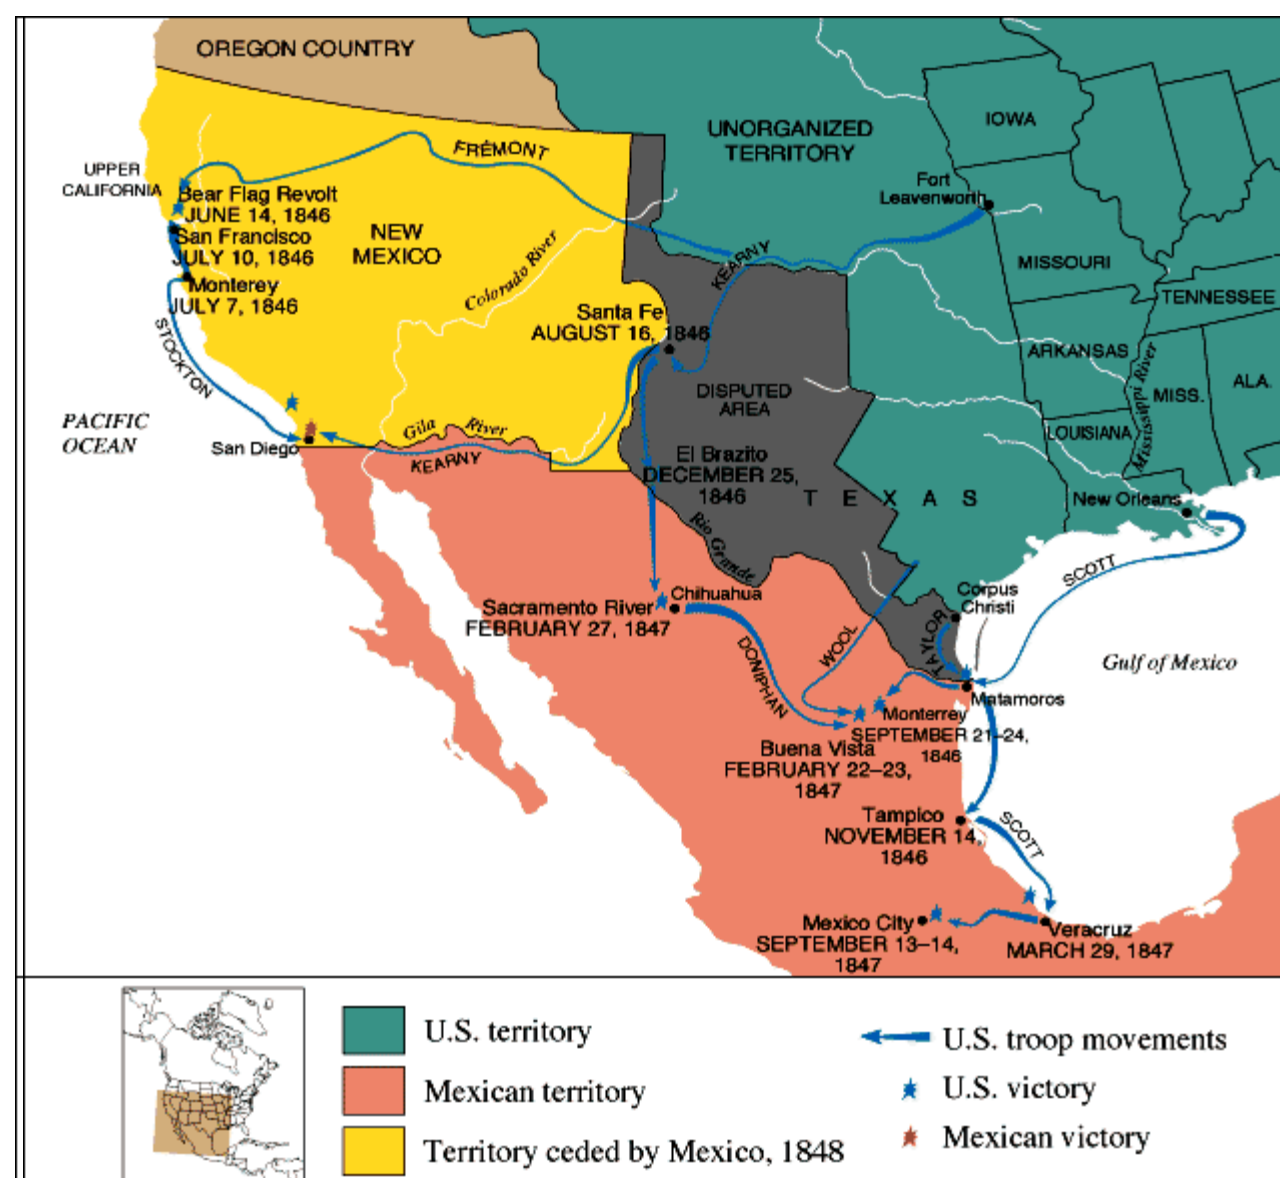 OREGON COUNTRY
UNORGANIZED
TERRITORY
IOWA
FRÉMONT
UPPER
CALIFORNIA
Bear Flag Revolt
JUNE 14, 1846
San Francisco
JULY 10, 1846
Monterey
JULY 7, 1846
NEW
MEXICO
Colorado River
Fort
Leavenworth
KEARNY
MISSOURI
TENNESSEE
Santa Fe
AUGUST 16, 1846
ARKANSAS
Mississippi River
MISS.
ALA.
STOCKTON
DISPUTED
AREA
PACIFIC
OCEAN
San Diego
Gila River
KEARNY
LOUISIANA
El Brazito
DECEMBER 25,
1846
TEXAS
New Orleans
Rio Grande
SCOTT
Corpus
Christi
Chihuahua
Sacramento River
FEBRUARY 27, 1847
TAYLOR
WOOL
DONIPHAN
Gulf of Mexico
Matamoros
Monterrey
SEPTEMBER 21–24,
1846
Buena Vista
FEBRUARY 22–23,
1847
Tampico
NOVEMBER 14,
1846
SCOTT
Mexico City
SEPTEMBER 13–14,
1847
Veracruz
MARCH 29, 1847
U.S. territory
Mexican territory
Territory ceded by Mexico, 1848
U.S. troop movements
U.S. victory
Mexican victory